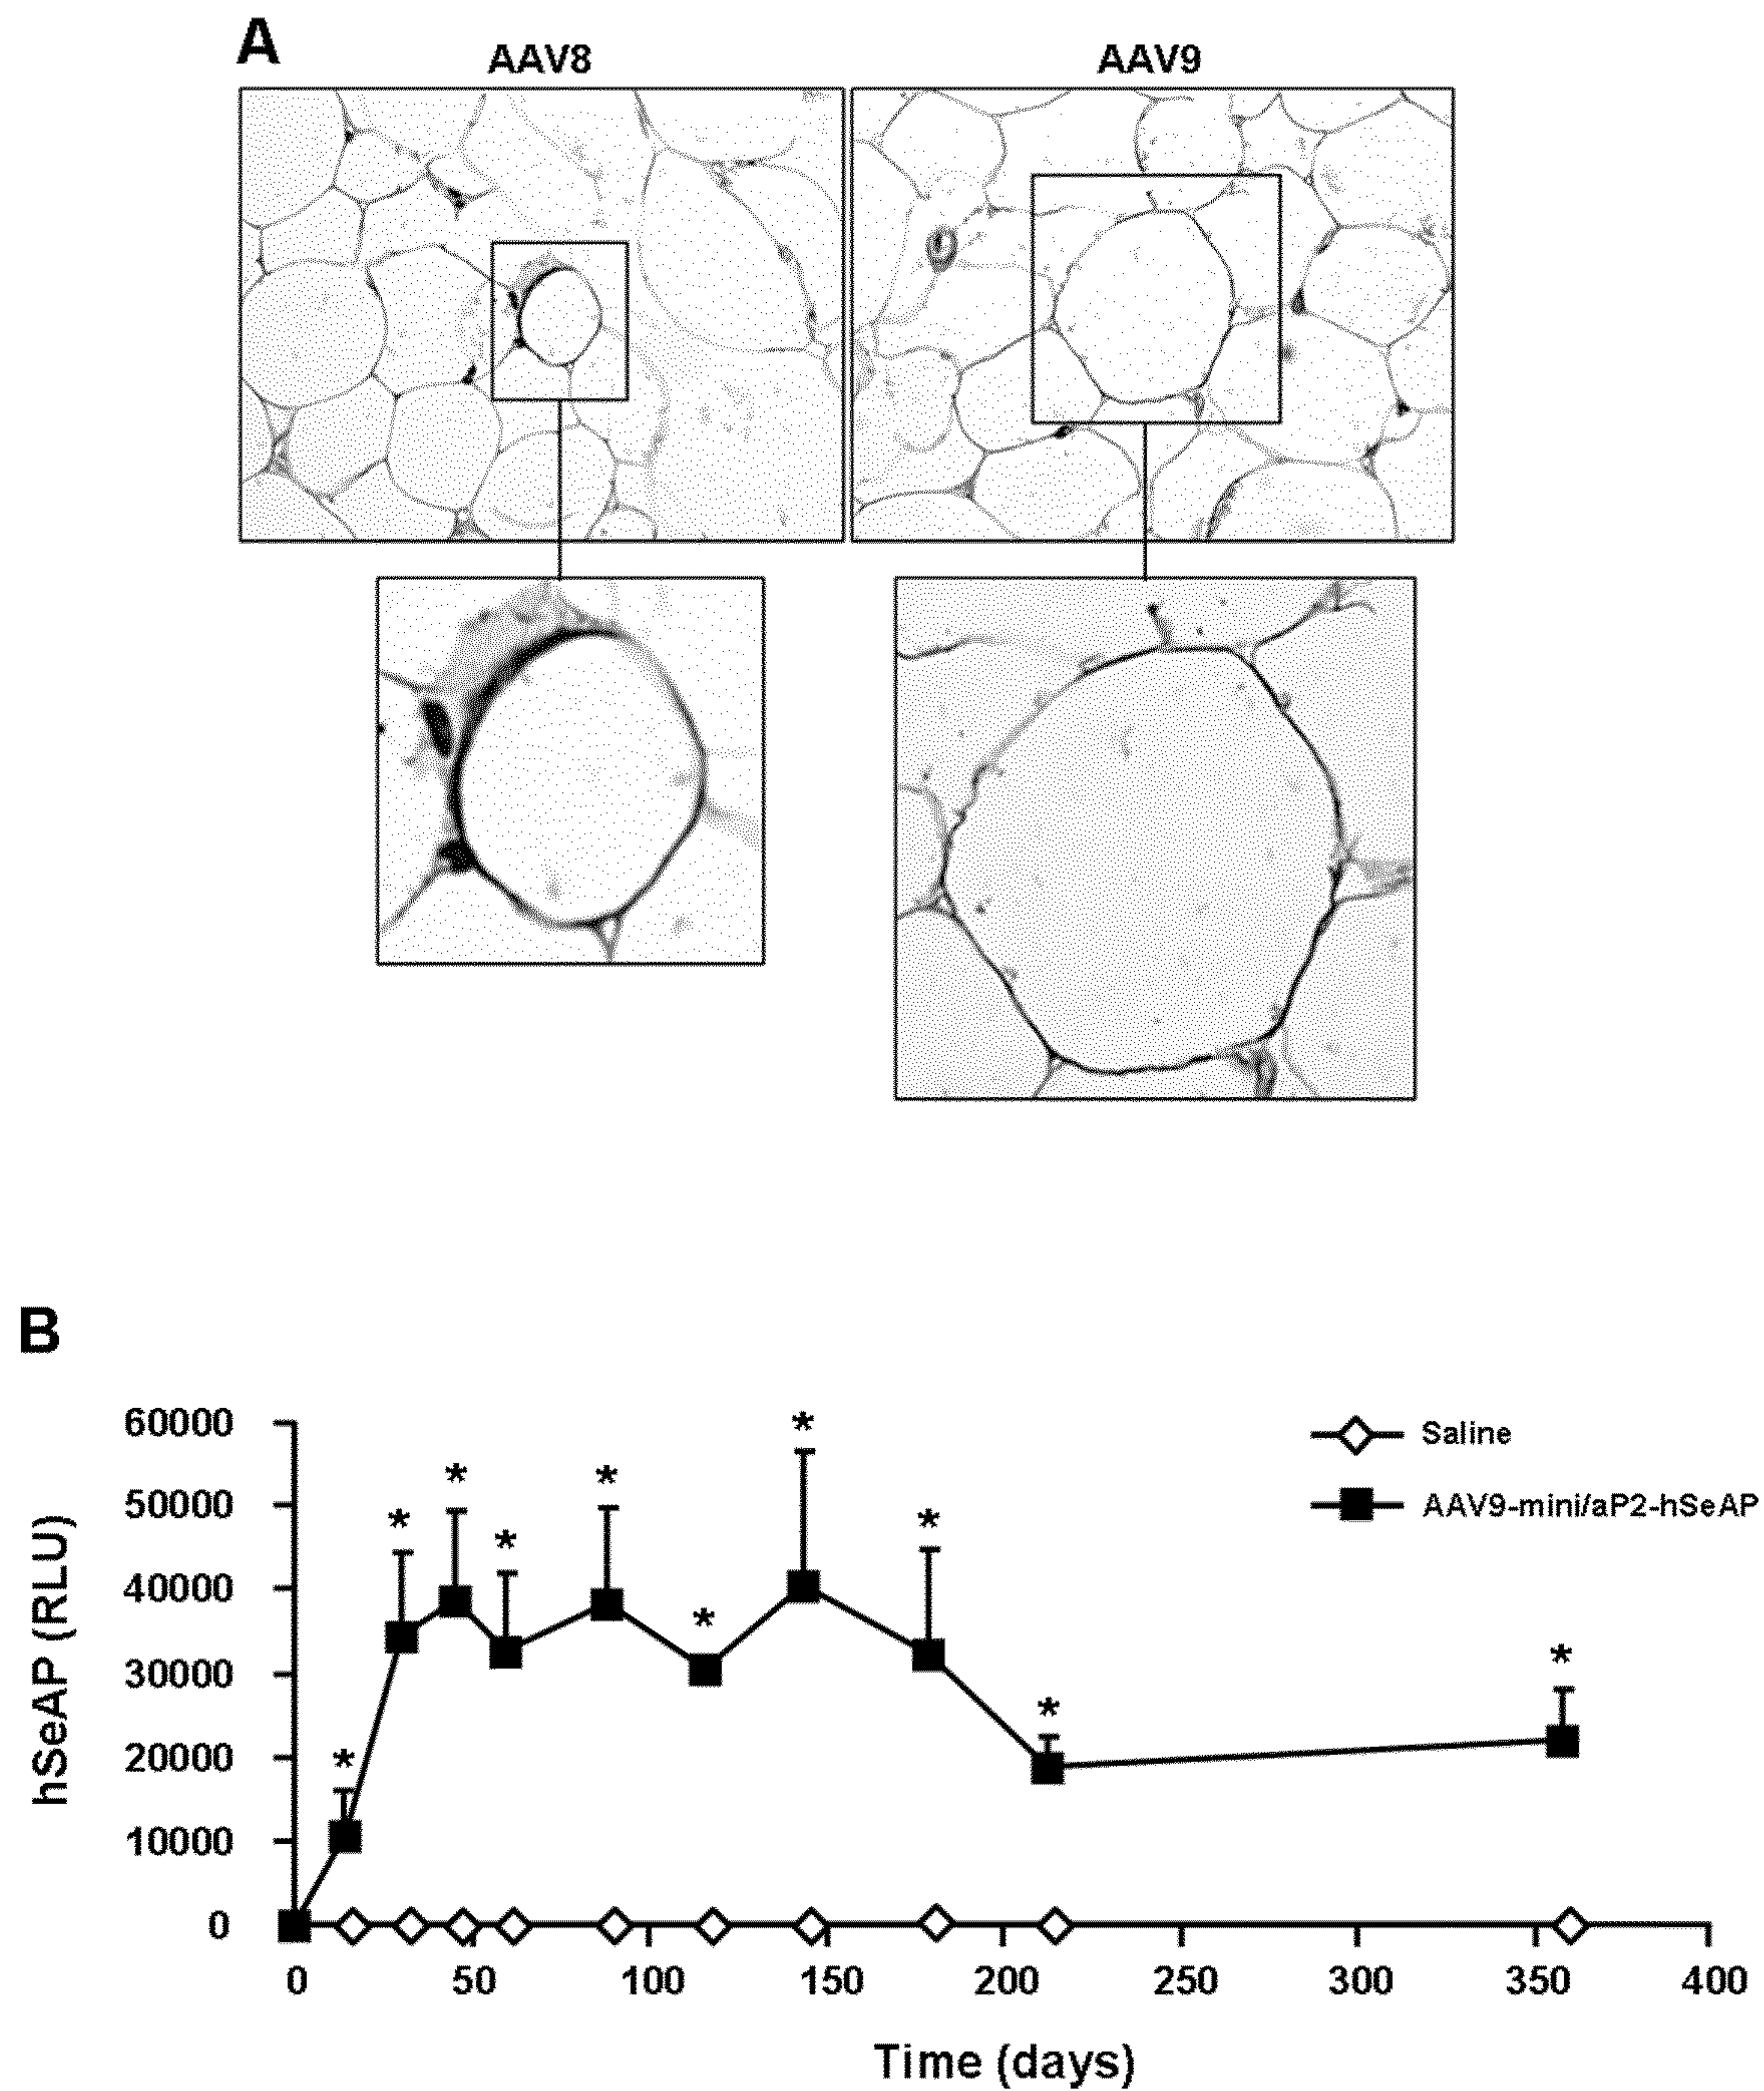 A
AAV8
AAV9
B
60000
50000
40000
30000
20000
10000
0
hSeAP (RLU)
* * * * * * * * * *
Saline
AAV9-mini/aP2-hSeAP
0 50 100 150 200 250 300 350 400
Time (days)